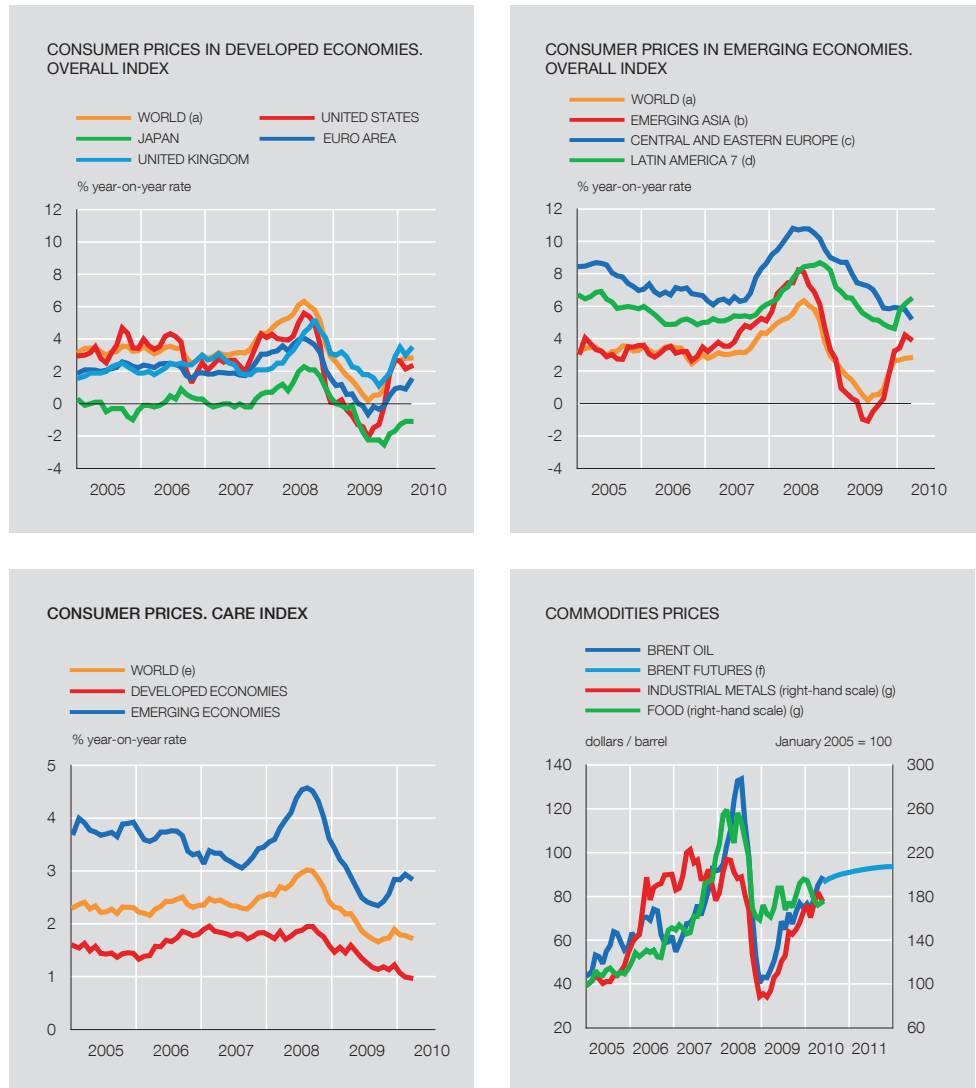 CONSUMER PRICES IN DEVELOPED ECONOMIES.
OVERALL INDEX
WORLD (a)
UNITED STATES
JAPAN
EURO AREA
UNITED KINGDOM
% year-on-year rate
12
10
8
6
4
2
0
-2
-4
2005 2006 2007 2008 2009 2010
CONSUMER PRICES IN EMERGING ECONOMIES.
OVERALL INDEX
WORLD (a)
EMERGING ASIA (b)
CENTRAL AND EASTERN EUROPE (c)
LATIN AMERICA 7 (d)
% year-on-year rate
12
10
8
6
4
2
0
-2
-4
2005 2006 2007 2008 2009 2010
CONSUMER PRICES. CARE INDEX
WORLD (e)
DEVELOPED ECONOMIES
EMERGING ECONOMIES
% year-on-year rate
5
4
3
2
1
0
2005 2006 2007 2008 2009 2010
COMMODITIES PRICES
BRENT OIL
BRENT FUTURES (f)
INDUSTRIAL METALS (right-hand scale) (g)
FOOD (right-hand scale) (g)
dollars / barrel January 2005 = 100
140 300
120 260
100 220
80 180
60 140
40 100
20 60
2005 2006 2007 2008 2009 2010 2011